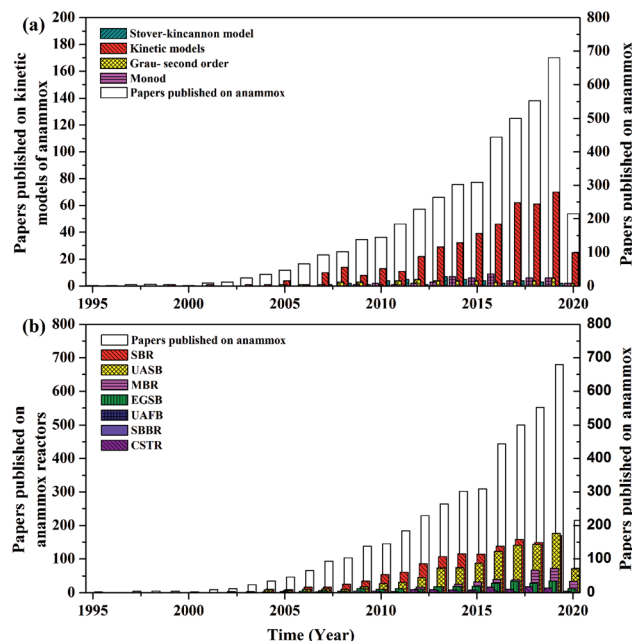 (a)
Stover-kincannon model
Kinetic models
Grau- second order
Monod
Papers published on anammox
Papers published on kinetic
models of anammox
200
180
160
140
120
100
80
60
40
20
0
800
700
600
500
400
300
200
100
0
Papers published on anammox
1995
2000
2005
2010
2015
2020
(b)
Papers published on anammox
SBR
UASB
MBR
EGSB
UAFB
SBBR
CSTR
Papers published on
anammox reactors
800
700
600
500
400
300
200
100
0
800
700
600
500
400
300
200
100
0
Papers published on anammox
1995
2000
2005
2010
2015
2020
Time (Year)